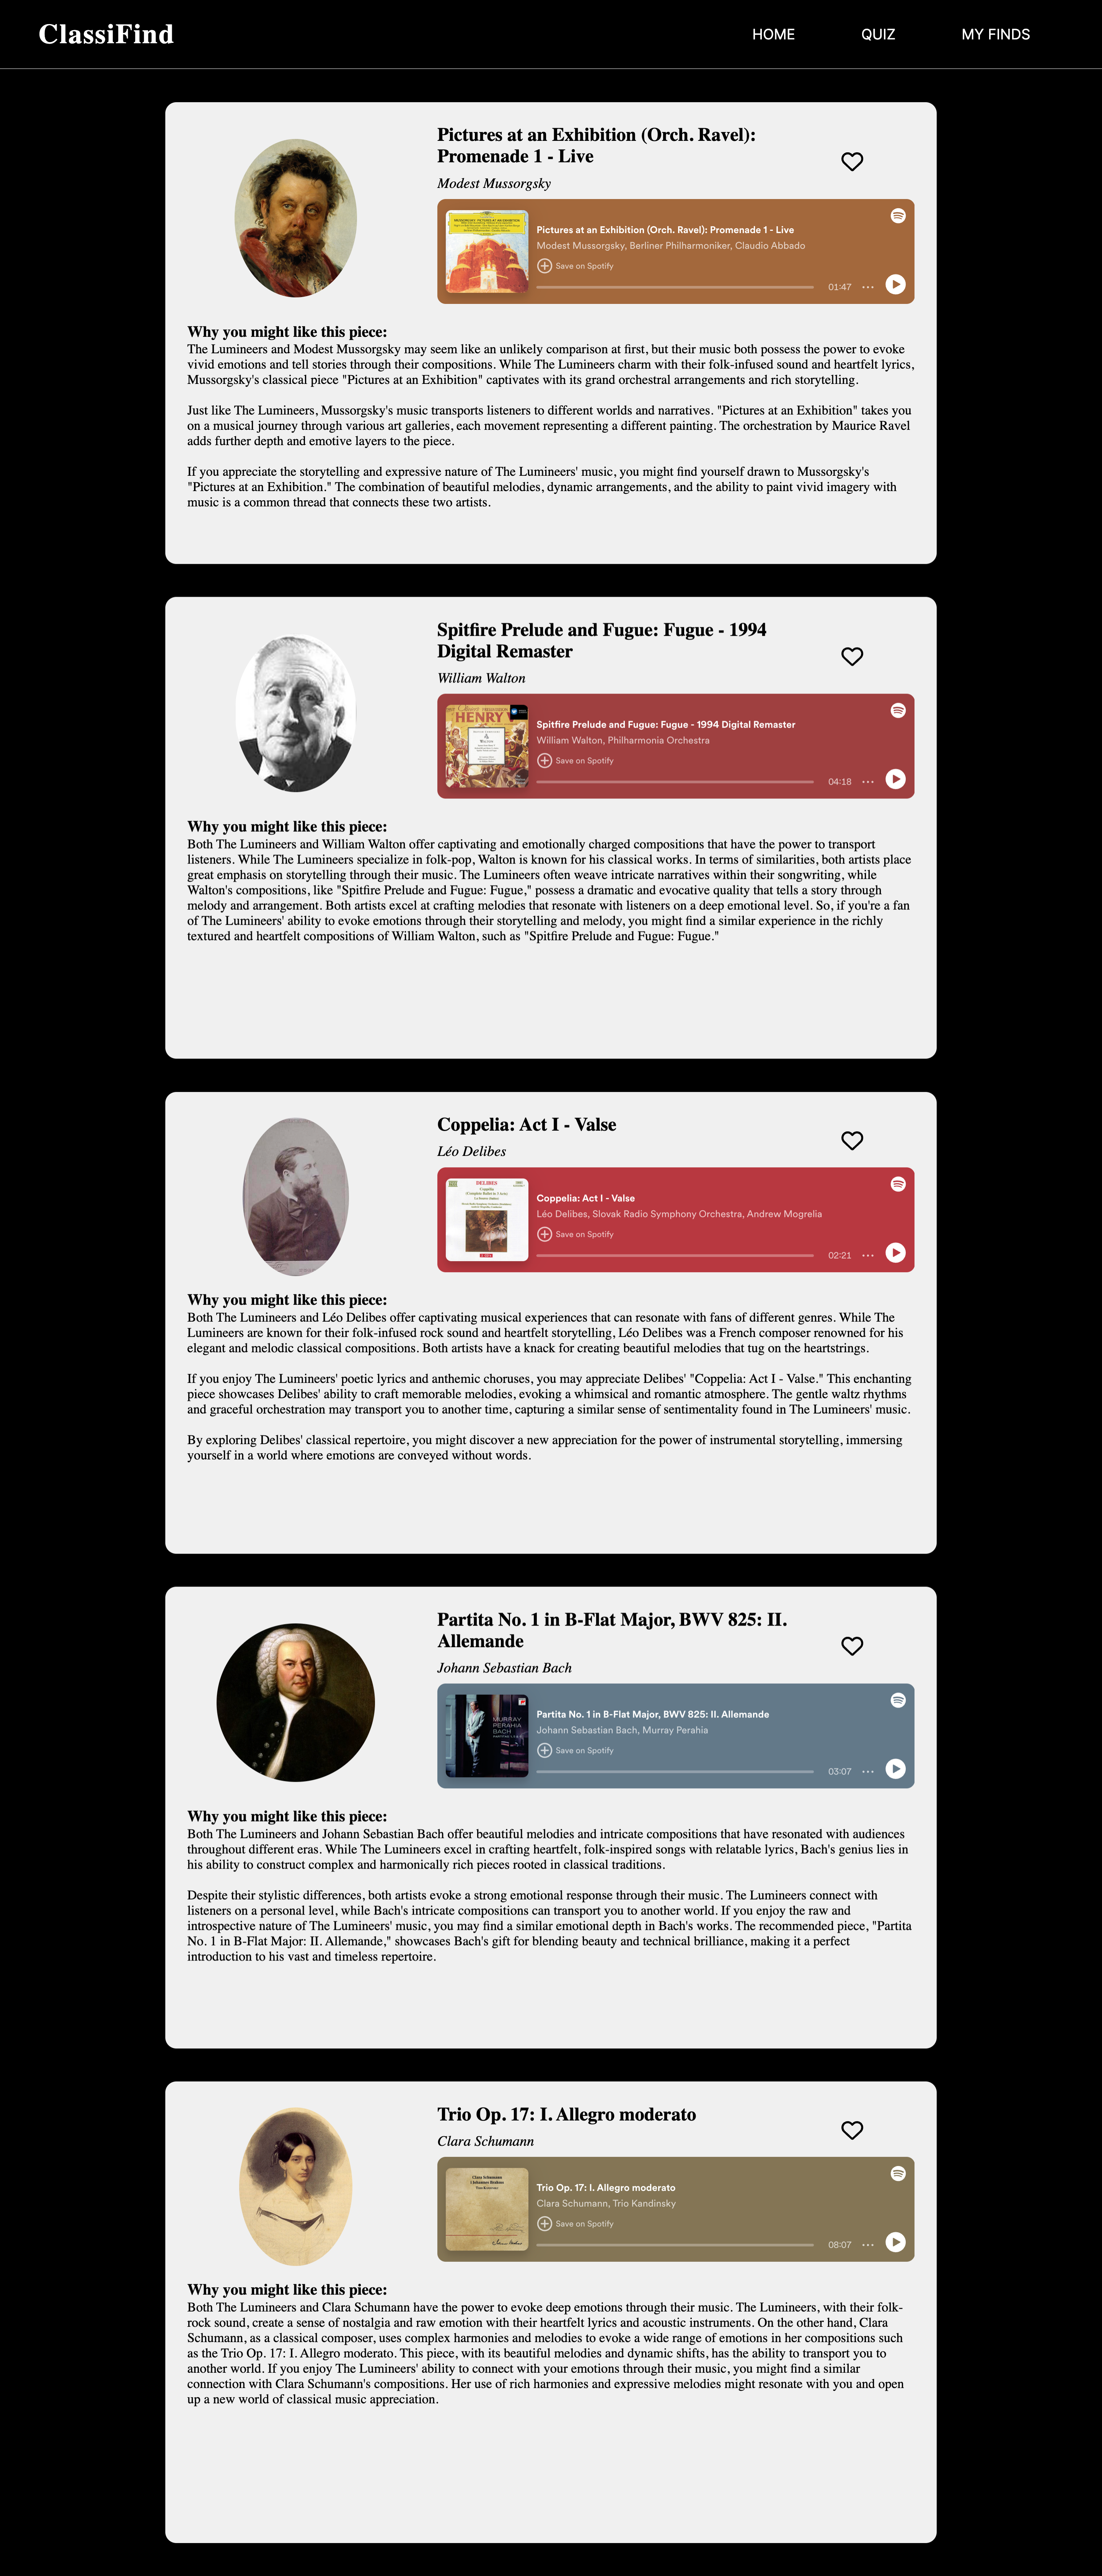 ClassiFind
HOME
QUIZ
MY FINDS
Pictures at an Exhibition (Orch. Ravel):
Promenade 1 - Live
Modest Mussorgsky
Pictures at an Exhibition (Orch. Ravel): Promenade 1 - Live
Modest Mussorgsky, Berliner Philharmoniker, Claudio Abbado
Save on Spotify
01:47
Why you might like this piece:
The Lumineers and Modest Mussorgsky may seem like an unlikely comparison at first, but their music both possess the power to evoke
vivid emotions and tell stories through their compositions. While The Lumineers charm with their folk-infused sound and heartfelt lyrics,
Mussorgsky's classical piece "Pictures at an Exhibition" captivates with its grand orchestral arrangements and rich storytelling.
Just like The Lumineers, Mussorgsky's music transports listeners to different worlds and narratives. "Pictures at an Exhibition" takes you
on a musical journey through various art galleries, each movement representing a different painting. The orchestration by Maurice Ravel
adds further depth and emotive layers to the piece.
If you appreciate the storytelling and expressive nature of The Lumineers' music, you might find yourself drawn to Mussorgsky's
"Pictures at an Exhibition." The combination of beautiful melodies, dynamic arrangements, and the ability to paint vivid imagery with
music is a common thread that connects these two artists.
Spitfire Prelude and Fugue: Fugue - 1994
Digital Remaster
William Walton
HENRY
WALTON
Spitfire Prelude and Fugue: Fugue - 1994 Digital Remaster
William Walton, Philharmonia Orchestra
Save on Spotify
04:18
Why you might like this piece:
Both The Lumineers and William Walton offer captivating and emotionally charged compositions that have the power to transport
listeners. While The Lumineers specialize in folk-pop, Walton is known for his classical works. In terms of similarities, both artists place
great emphasis on storytelling through their music. The Lumineers often weave intricate narratives within their songwriting, while
Walton's compositions, like "Spitfire Prelude and Fugue: Fugue," possess a dramatic and evocative quality that tells a story through
melody and arrangement. Both artists excel at crafting melodies that resonate with listeners on a deep emotional level. So, if you're a fan
of The Lumineers' ability to evoke emotions through their storytelling and melody, you might find a similar experience in the richly
textured and heartfelt compositions of William Walton, such as "Spitfire Prelude and Fugue: Fugue."
Coppelia: Act I - Valse
Léo Delibes
DELIBES
Coppelia: Act I - Valse
Léo Delibes, Slovak Radio Symphony Orchestra, Andrew Mogrelia
Save on Spotify
02:21
Why you might like this piece:
Both The Lumineers and Léo Delibes offer captivating musical experiences that can resonate with fans of different genres. While The
Lumineers are known for their folk-infused rock sound and heartfelt storytelling, Léo Delibes was a French composer renowned for his
elegant and melodic classical compositions. Both artists have a knack for creating beautiful melodies that tug on the heartstrings.
If you enjoy The Lumineers' poetic lyrics and anthemic choruses, you may appreciate Delibes' "Coppelia: Act I - Valse." This enchanting
piece showcases Delibes' ability to craft memorable melodies, evoking a whimsical and romantic atmosphere. The gentle waltz rhythms
and graceful orchestration may transport you to another time, capturing a similar sense of sentimentality found in The Lumineers' music.
By exploring Delibes' classical repertoire, you might discover a new appreciation for the power of instrumental storytelling, immersing
yourself in a world where emotions are conveyed without words.
Partita No. 1 in B-Flat Major, BWV 825: II.
Allemande
Johann Sebastian Bach
MURRAY
PERAHIA
BACH
Partita No. 1 in B-Flat Major, BWV 825: II. Allemande
Johann Sebastian Bach, Murray Perahia
Save on Spotify
03:07
Why you might like this piece:
Both The Lumineers and Johann Sebastian Bach offer beautiful melodies and intricate compositions that have resonated with audiences
throughout different eras. While The Lumineers excel in crafting heartfelt, folk-inspired songs with relatable lyrics, Bach's genius lies in
his ability to construct complex and harmonically rich pieces rooted in classical traditions.
Despite their stylistic differences, both artists evoke a strong emotional response through their music. The Lumineers connect with
listeners on a personal level, while Bach's intricate compositions can transport you to another world. If you enjoy the raw and
introspective nature of The Lumineers' music, you may find a similar emotional depth in Bach's works. The recommended piece, "Partita
No. 1 in B-Flat Major: II. Allemande," showcases Bach's gift for blending beauty and technical brilliance, making it a perfect
introduction to his vast and timeless repertoire.
Trio Op. 17: I. Allegro moderato
Clara Schumann
Clara Schumann
Johannes Brahms
Trio Kandinsky
Trio Op. 17: I. Allegro moderato
Clara Schumann, Trio Kandinsky
Save on Spotify
08:07
Why you might like this piece:
Both The Lumineers and Clara Schumann have the power to evoke deep emotions through their music. The Lumineers, with their folk-
rock sound, create a sense of nostalgia and raw emotion with their heartfelt lyrics and acoustic instruments. On the other hand, Clara
Schumann, as a classical composer, uses complex harmonies and melodies to evoke a wide range of emotions in her compositions such
as the Trio Op. 17: I. Allegro moderato. This piece, with its beautiful melodies and dynamic shifts, has the ability to transport you to
another world. If you enjoy The Lumineers' ability to connect with your emotions through their music, you might find a similar
connection with Clara Schumann's compositions. Her use of rich harmonies and expressive melodies might resonate with you and open
up a new world of classical music appreciation.